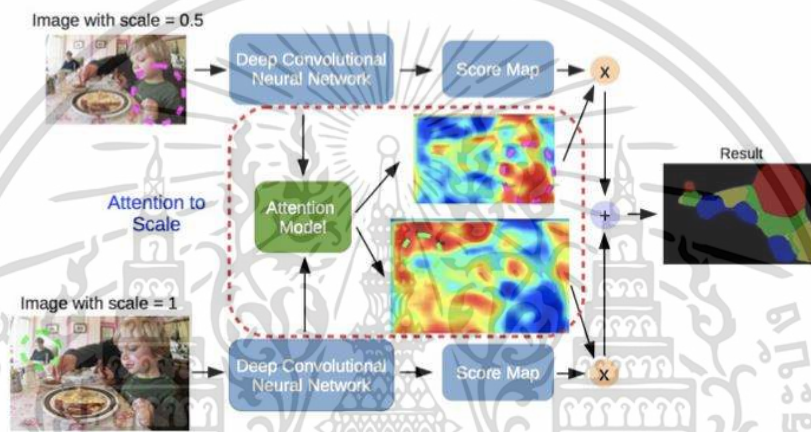 Image with scale = 0.5
Deep Convolutional
Neural Network
Score Map
x
Result
Attention to
Scale
Attention
Model
+
Image with scale = 1
Deep Convolutional
Neural Network
Score Map
x